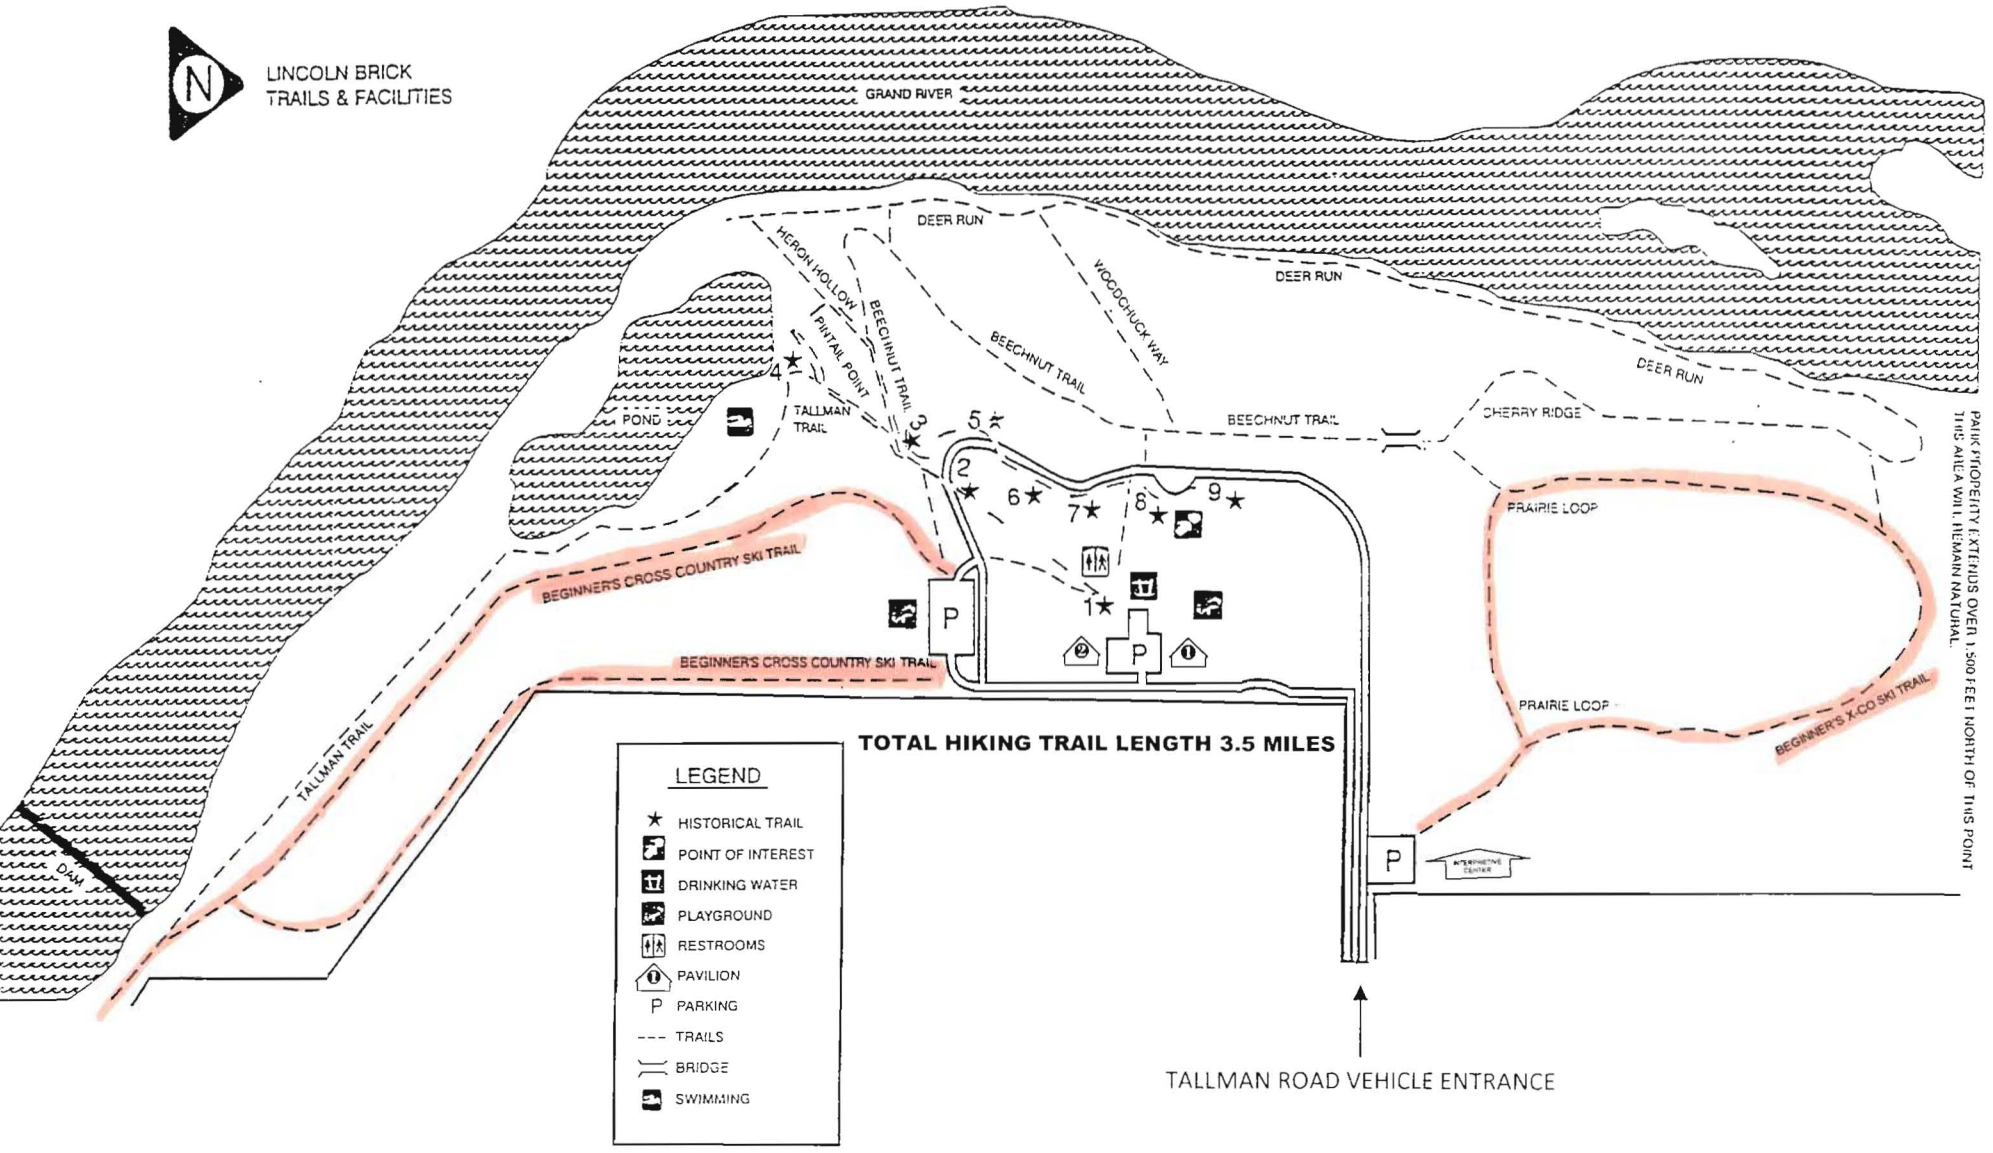 N
LINCOLN BRICK
TRAILS & FACILITIES
GRAND RIVER
DEER RUN
HERON HOLLOW
WOODCHUCK WAY
DEER RUN
BEECHNUT TRAIL
PINTAIL POINT
BEECHNUT TRAIL
DEER RUN
4
TALLMAN
TRAIL
POND
3
5
BEECHNUT TRAIL
CHERRY RIDGE
2
6
7
8
9
PRAIRIE LOOP
PARK PROPERTY EXTENDS OVER 1,500 FEET NORTH OF THIS POINT
THIS AREA WILL REMAIN NATURAL.
BEGINNER'S CROSS COUNTRY SKI TRAIL
1
P
2
P
1
BEGINNER'S CROSS COUNTRY SKI TRAIL
PRAIRIE LOOP
BEGINNER'S X-CO SKI TRAIL
TALLMAN TRAIL
TOTAL HIKING TRAIL LENGTH 3.5 MILES
DAM
P
INTERPRETIVE
CENTER
LEGEND
HISTORICAL TRAIL
POINT OF INTEREST
DRINKING WATER
PLAYGROUND
RESTROOMS
1 PAVILION
P PARKING
TRAILS
BRIDGE
SWIMMING
TALLMAN ROAD VEHICLE ENTRANCE